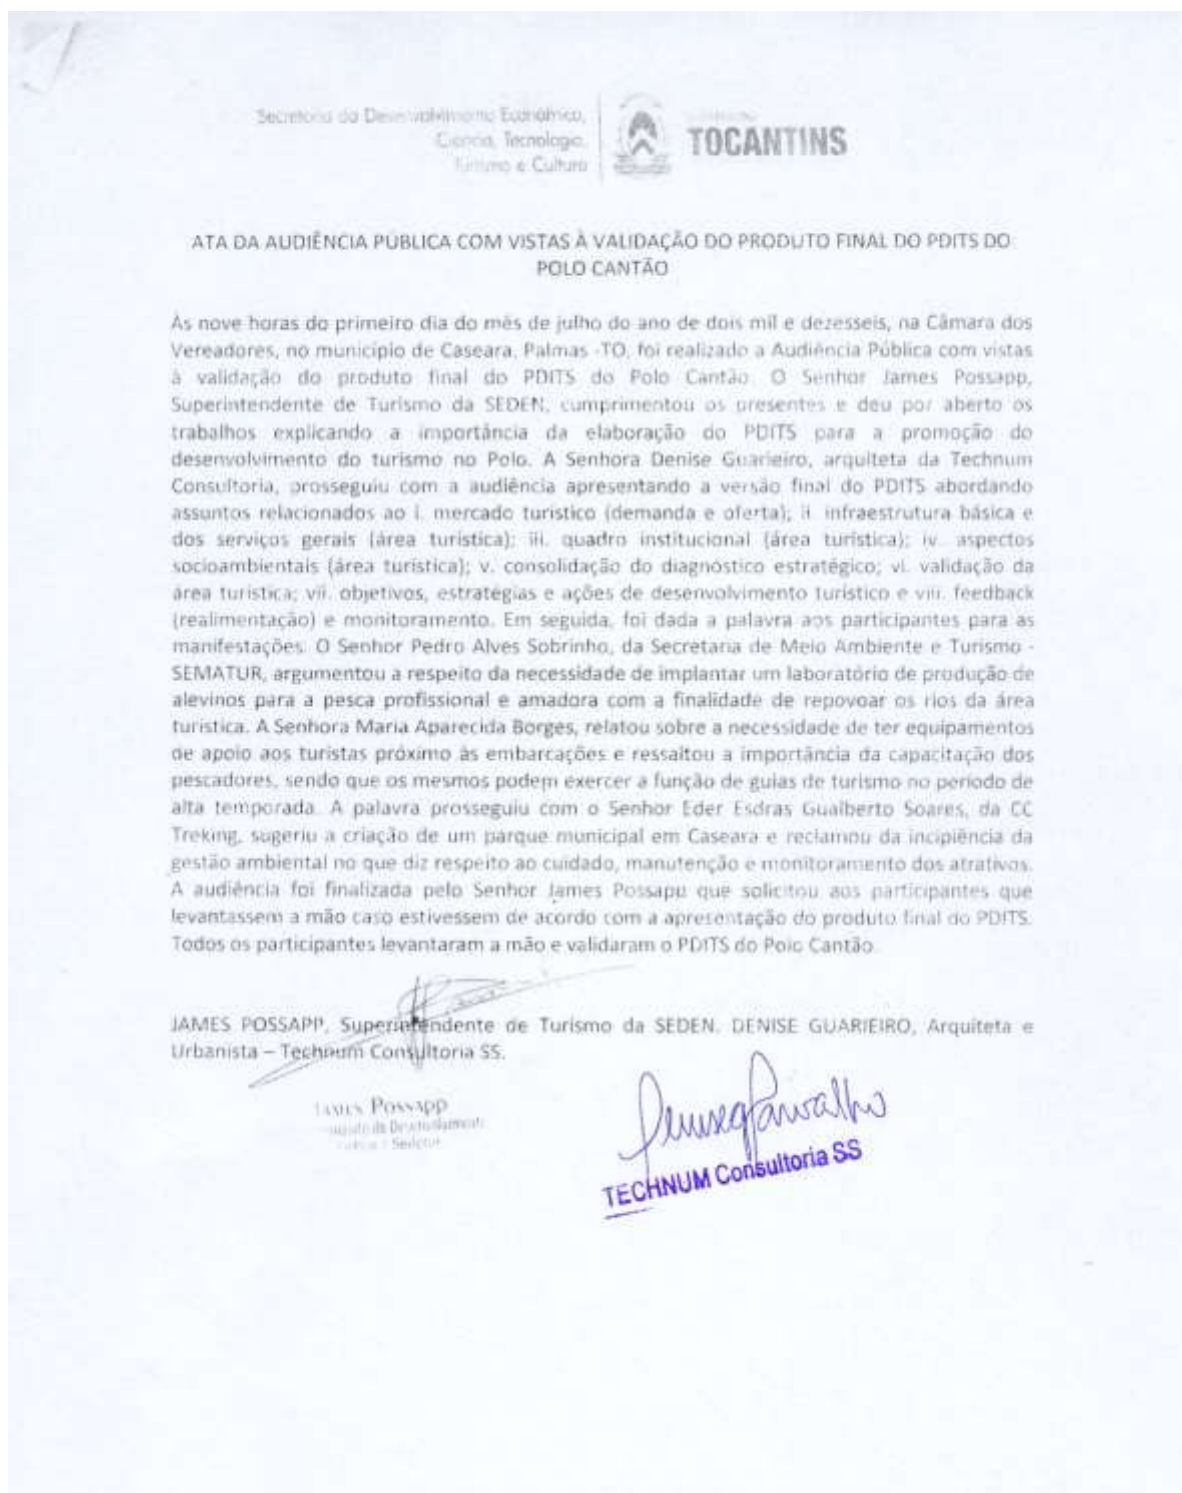 Secretaria do Desenvolvimento Econômico,
Ciência, Tecnologia,
Turismo e Cultura
TOCANTINS
ATA DA AUDIÊNCIA PÚBLICA COM VISTAS À VALIDAÇÃO DO PRODUTO FINAL DO PDITS DO
POLO CANTÃO
Às nove horas do primeiro dia do mês de julho do ano de dois mil e dezesseis, na Câmara dos
Vereadores, no município de Caseara, Palmas -TO, foi realizado a Audiência Pública com vistas
à validação do produto final do PDITS do Polo Cantão. O Senhor James Possapp,
Superintendente de Turismo da SEDEN, cumprimentou os presentes e deu por aberto os
trabalhos explicando a importância da elaboração do PDITS para a promoção do
desenvolvimento do turismo no Polo. A Senhora Denise Guarieiro, arquiteta da Technum
Consultoria, prosseguiu com a audiência apresentando a versão final do PDITS abordando
assuntos relacionados ao i. mercado turístico (demanda e oferta); ii. infraestrutura básica e
dos serviços gerais (área turística); iii. quadro institucional (área turística); iv. aspectos
socioambientais (área turística); v. consolidação do diagnóstico estratégico; vi. validação da
área turística; vii. objetivos, estratégias e ações de desenvolvimento turístico e viii. feedback
(realimentação) e monitoramento. Em seguida, foi dada a palavra aos participantes para as
manifestações. O Senhor Pedro Alves Sobrinho, da Secretaria de Meio Ambiente e Turismo -
SEMATUR, argumentou a respeito da necessidade de implantar um laboratório de produção de
alevinos para a pesca profissional e amadora com a finalidade de repovoar os rios da área
turística. A Senhora Maria Aparecida Borges, relatou sobre a necessidade de ter equipamentos
de apoio aos turistas próximo às embarcações e ressaltou a importância da capacitação dos
pescadores, sendo que os mesmos podem exercer a função de guias de turismo no período de
alta temporada. A palavra prosseguiu com o Senhor Eder Esdras Gualberto Soares, da CC
Treking, sugeriu a criação de um parque municipal em Caseara e reclamou da incipiência da
gestão ambiental no que diz respeito ao cuidado, manutenção e monitoramento dos atrativos.
A audiência foi finalizada pelo Senhor James Possapp que solicitou aos participantes que
levantassem a mão caso estivessem de acordo com a apresentação do produto final do PDITS.
Todos os participantes levantaram a mão e validaram o PDITS do Polo Cantão.
JAMES POSSAPP, Superintendente de Turismo da SEDEN. DENISE GUARIEIRO, Arquiteta e
Urbanista – Technum Consultoria SS.
James Possapp
TECHNUM Consultoria SS